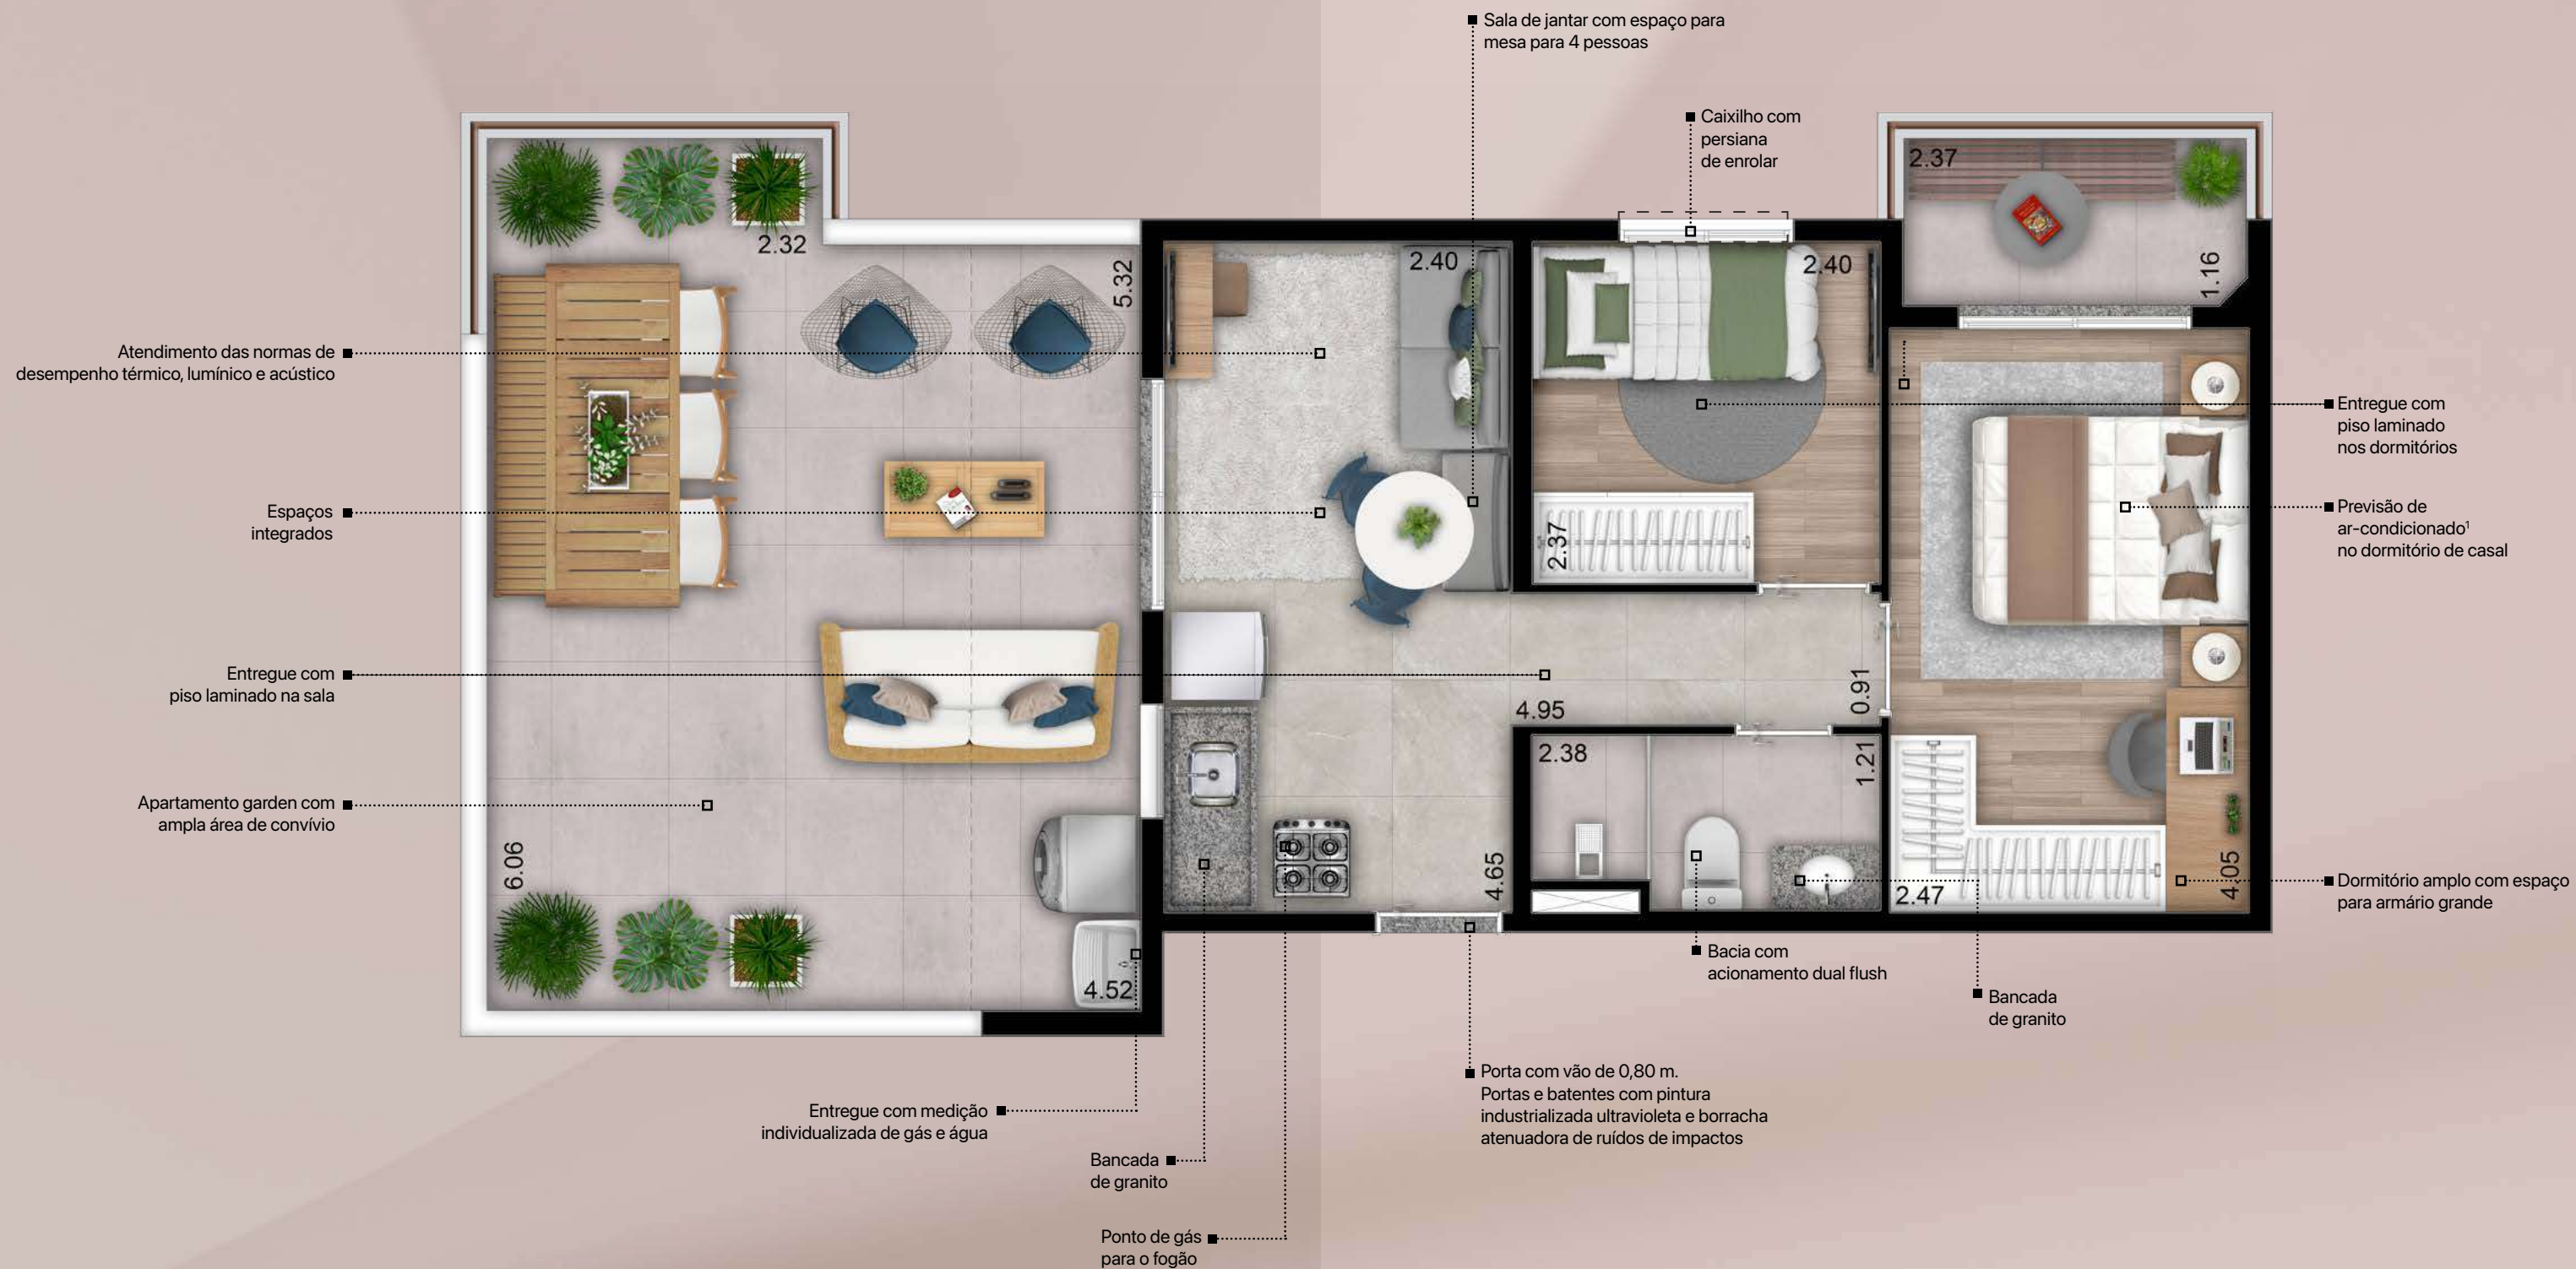 Sala de jantar com espaço para
mesa para 4 pessoas
Caixilho com
persiana
de enrolar
2.37
1.16
2.32
5.32
2.40
2.40
Atendimento das normas de
desempenho térmico, lumínico e acústico
Entregue com
piso laminado
nos dormitórios
Espaços
integrados
2.37
Previsão de
ar-condicionado¹
no dormitório de casal
Entregue com
piso laminado na sala
4.95
0.91
2.38
1.21
Apartamento garden com
ampla área de convívio
6.06
4.65
2.47
4.05
Dormitório amplo com espaço
para armário grande
4.52
Bacia com
acionamento dual flush
Bancada
de granito
Porta com vão de 0,80 m.
Portas e batentes com pintura
industrializada ultravioleta e borracha
atenuadora de ruídos de impactos
Entregue com medição
individualizada de gás e água
Bancada
de granito
Ponto de gás
para o fogão